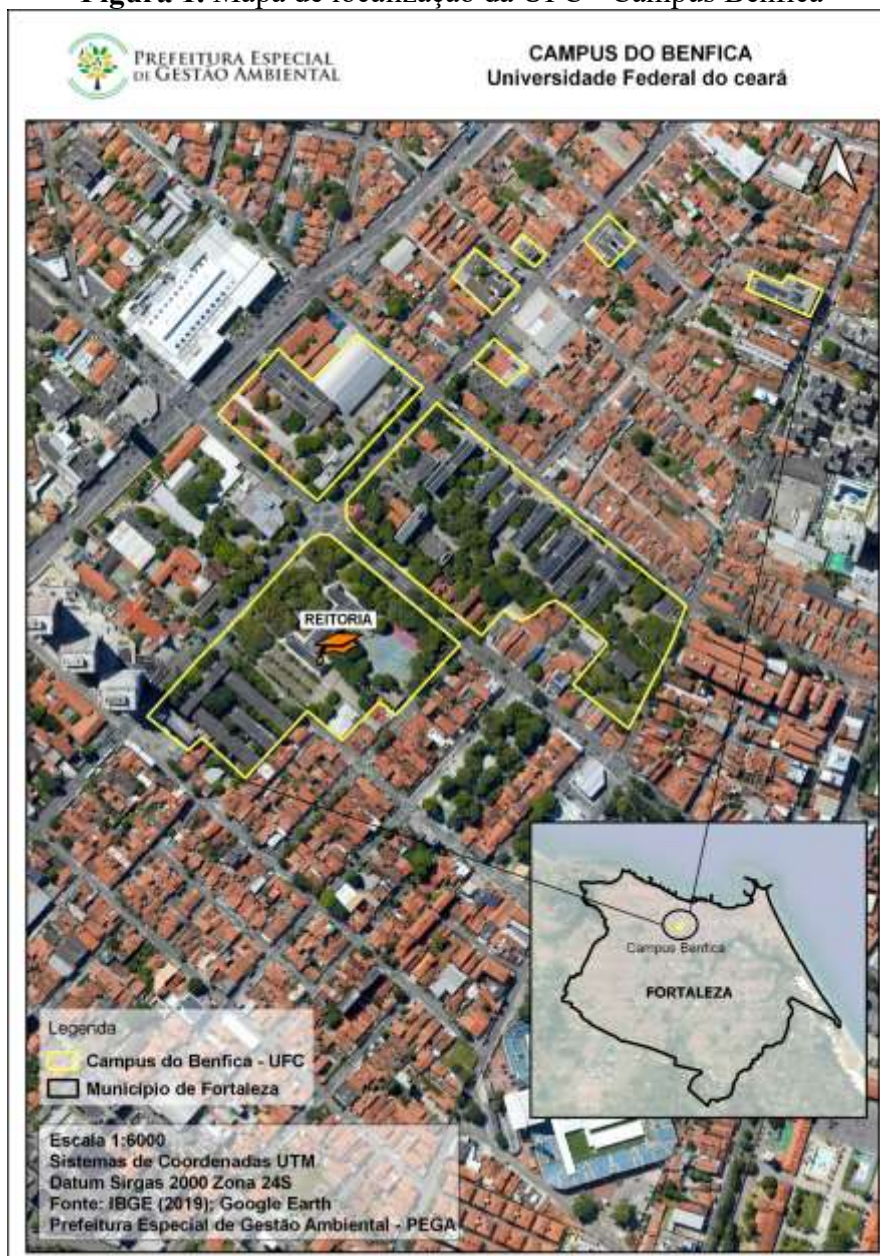 Figura 1. Mapa de localização da UFC - Campus Benfica
PREFEITURA ESPECIAL
DE GESTÃO AMBIENTAL
CAMPUS DO BENFICA
Universidade Federal do ceará
REITORIA
Campus Benfica
FORTALEZA
Legenda
Campus do Benfica - UFC
Município de Fortaleza
Escala 1:6000
Sistemas de Coordenadas UTM
Datum Sirgas 2000 Zona 24S
Fonte: IBGE (2019); Google Earth
Prefeitura Especial de Gestão Ambiental - PEGA